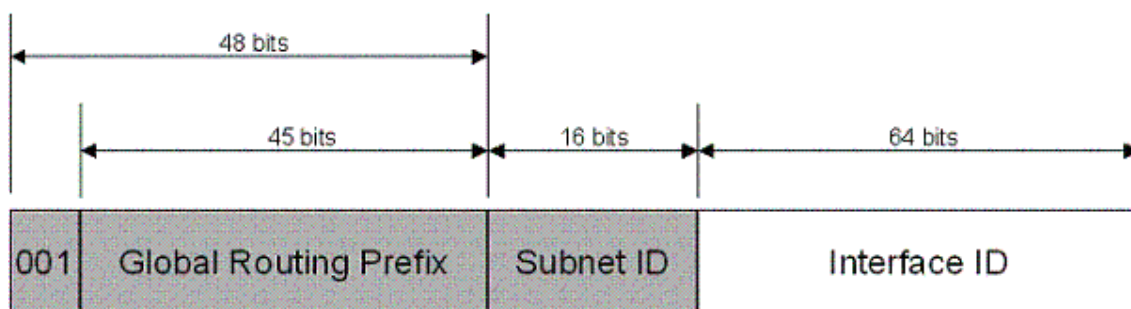 48 bits
45 bits
16 bits
64 bits
001
Global Routing Prefix
Subnet ID
Interface ID